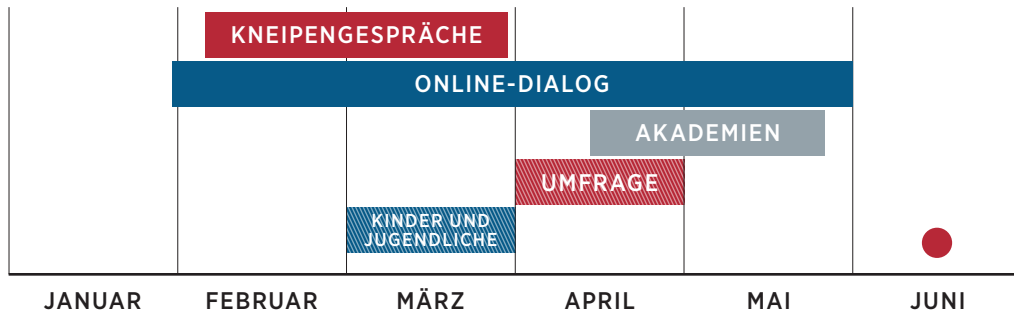 KNEIPENGESPRÄCHE
ONLINE-DIALOG
AKADEMIEN
UMFRAGE
KINDER UND
JUGENDLICHE
JANUAR FEBRUAR MÄRZ APRIL MAI JUNI